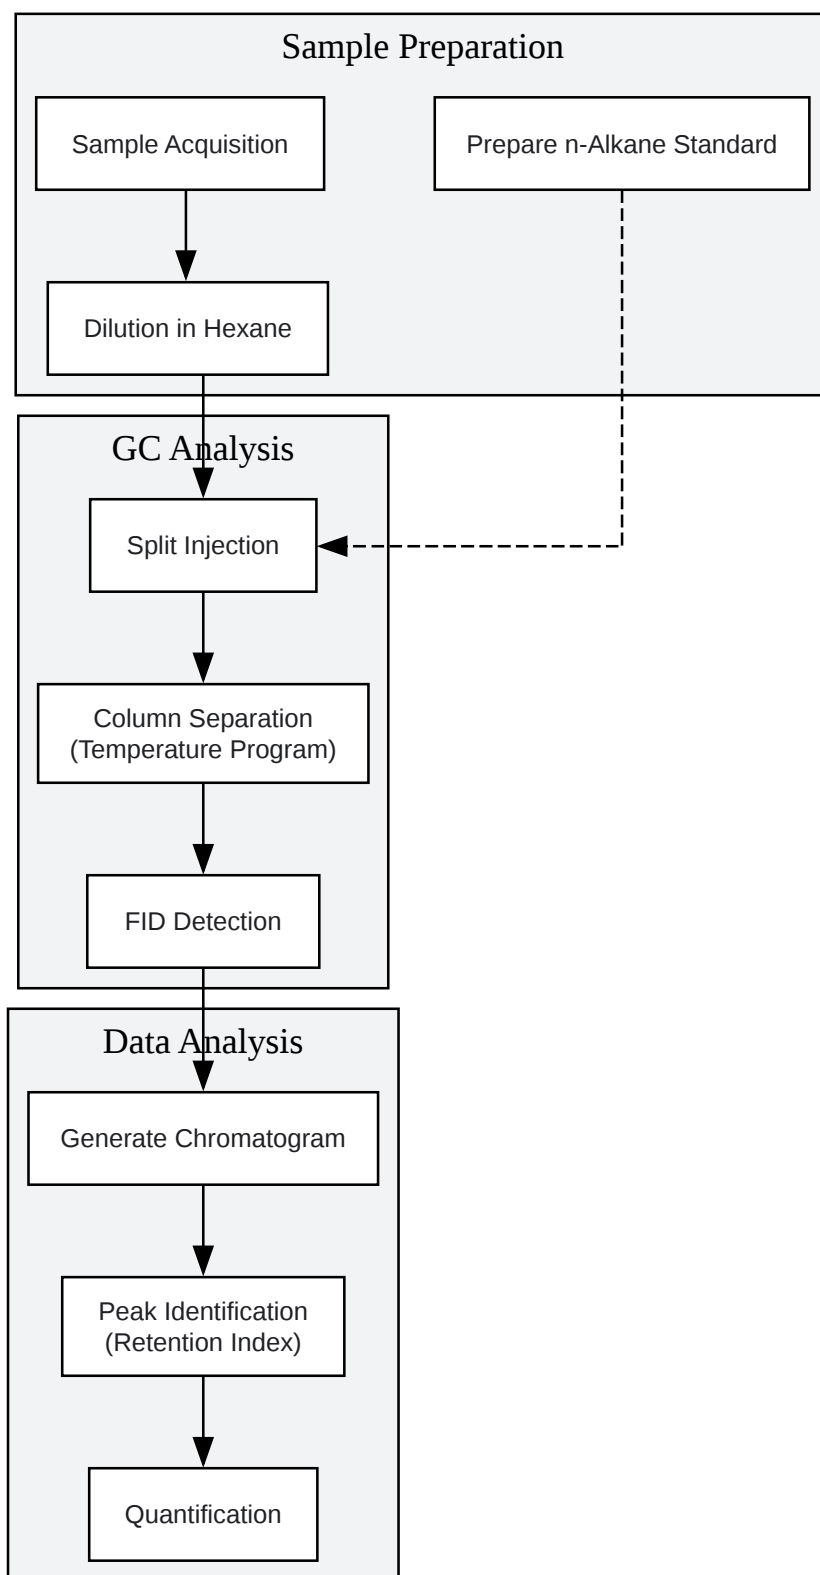 Sample Preparation
Sample Acquisition
Prepare n-Alkane Standard
Dilution in Hexane
GC Analysis
Split Injection
Column Separation
(Temperature Program)
FID Detection
Data Analysis
Generate Chromatogram
Peak Identification
(Retention Index)
Quantification